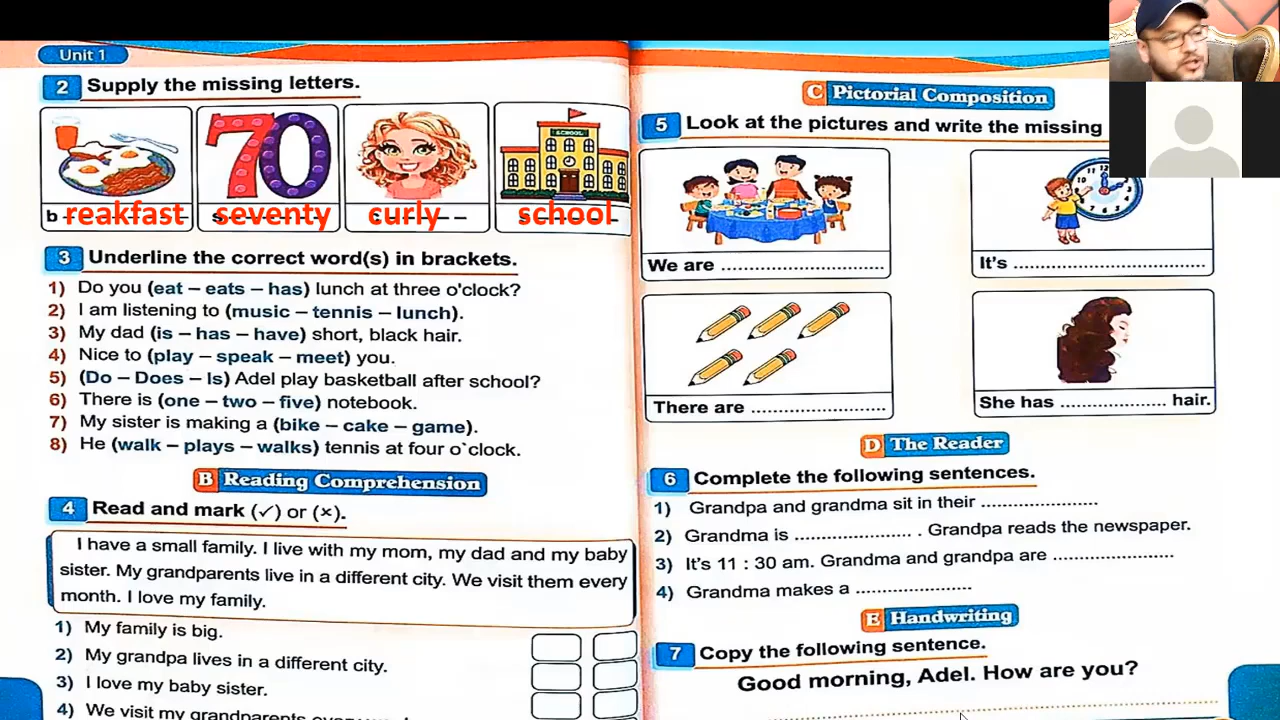 Unit 1
2 Supply the missing letters.
70
SCHOOL
b reakfast
seventy
curly
school
3 Underline the correct word(s) in brackets.
1) Do you (eat – eats – has) lunch at three o'clock?
2) I am listening to (music – tennis – lunch).
3) My dad (is – has – have) short, black hair.
4) Nice to (play – speak – meet) you.
5) (Do – Does – Is) Adel play basketball after school?
6) There is (one – two – five) notebook.
7) My sister is making a (bike – cake – game).
8) He (walk – plays – walks) tennis at four o`clock.
B Reading Comprehension
4 Read and mark (✓) or (×).
I have a small family. I live with my mom, my dad and my baby
sister. My grandparents live in a different city. We visit them every
month. I love my family.
1) My family is big.
2) My grandpa lives in a different city.
3) I love my baby sister.
4) We visit my grandparents
C Pictorial Composition
5 Look at the pictures and write the missing
We are ..............................
It's ..............................
There are ..............................
She has .................... hair.
D The Reader
6 Complete the following sentences.
1) Grandpa and grandma sit in their ....................
2) Grandma is .................... . Grandpa reads the newspaper.
3) It's 11 : 30 am. Grandma and grandpa are ....................
4) Grandma makes a ....................
E Handwriting
7 Copy the following sentence.
Good morning, Adel. How are you?